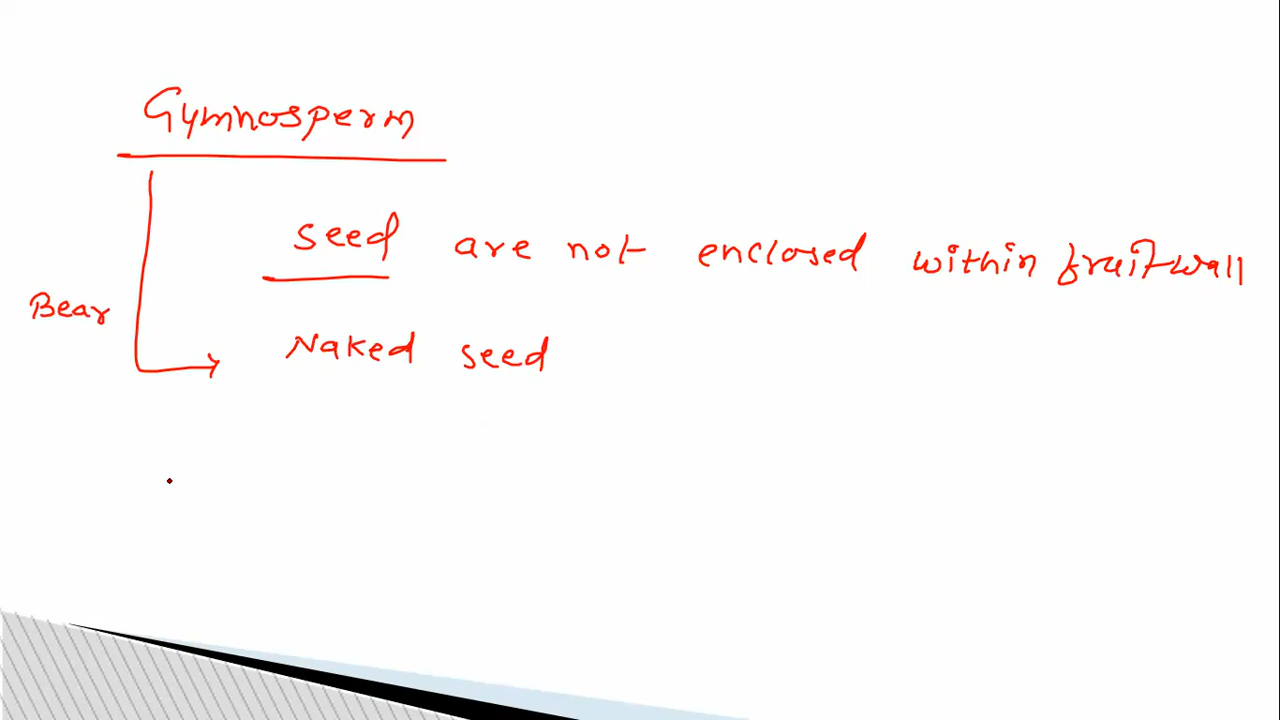 Gymnosperm
seed are not enclosed within fruitwall
Bear
Naked seed